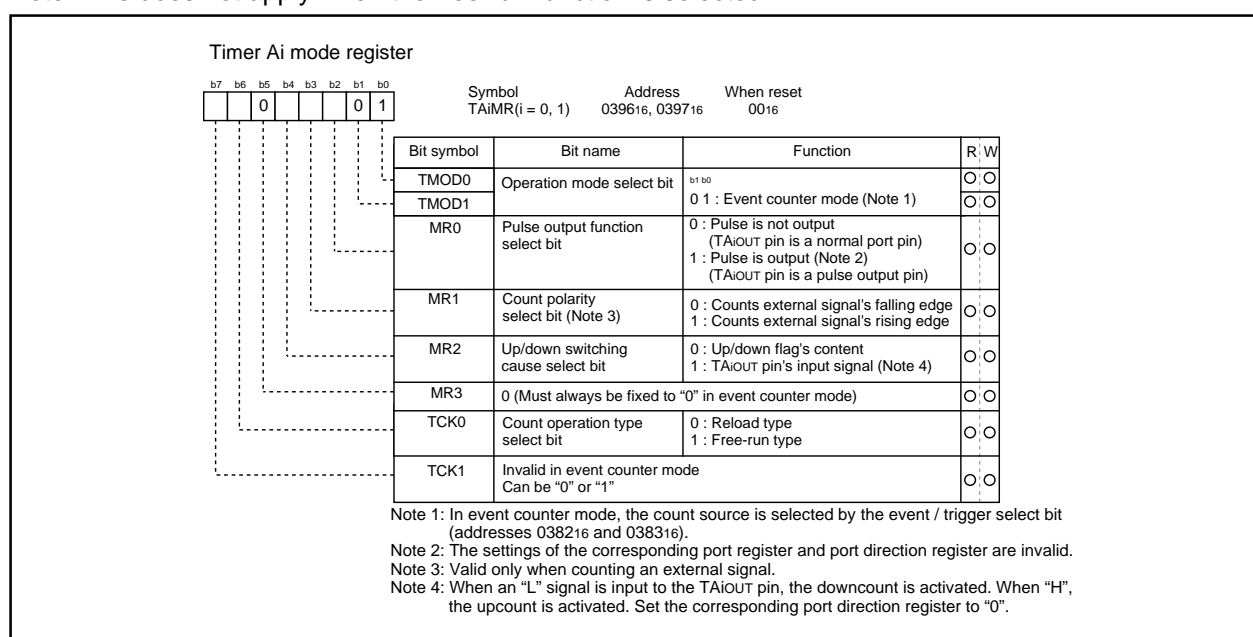 Timer Ai mode register
b7 b6 b5 b4 b3 b2 b1 b0
0 0 1
Symbol Address When reset
TAiMR(i = 0, 1) 039616, 039716 0016
Bit symbol Bit name Function R W
TMOD0 Operation mode select bit b1 b0
TMOD1 0 1 : Event counter mode (Note 1)
MR0 Pulse output function 0 : Pulse is not output
select bit (TAiOUT pin is a normal port pin)
1 : Pulse is output (Note 2)
(TAiOUT pin is a pulse output pin)
MR1 Count polarity 0 : Counts external signal's falling edge
select bit (Note 3) 1 : Counts external signal's rising edge
MR2 Up/down switching 0 : Up/down flag's content
cause select bit 1 : TAiOUT pin's input signal (Note 4)
MR3 0 (Must always be fixed to “0” in event counter mode)
TCK0 Count operation type 0 : Reload type
select bit 1 : Free-run type
TCK1 Invalid in event counter mode
Can be “0” or “1”
Note 1: In event counter mode, the count source is selected by the event / trigger select bit
(addresses 038216 and 038316).
Note 2: The settings of the corresponding port register and port direction register are invalid.
Note 3: Valid only when counting an external signal.
Note 4: When an “L” signal is input to the TAiOUT pin, the downcount is activated. When “H”,
the upcount is activated. Set the corresponding port direction register to “0”.